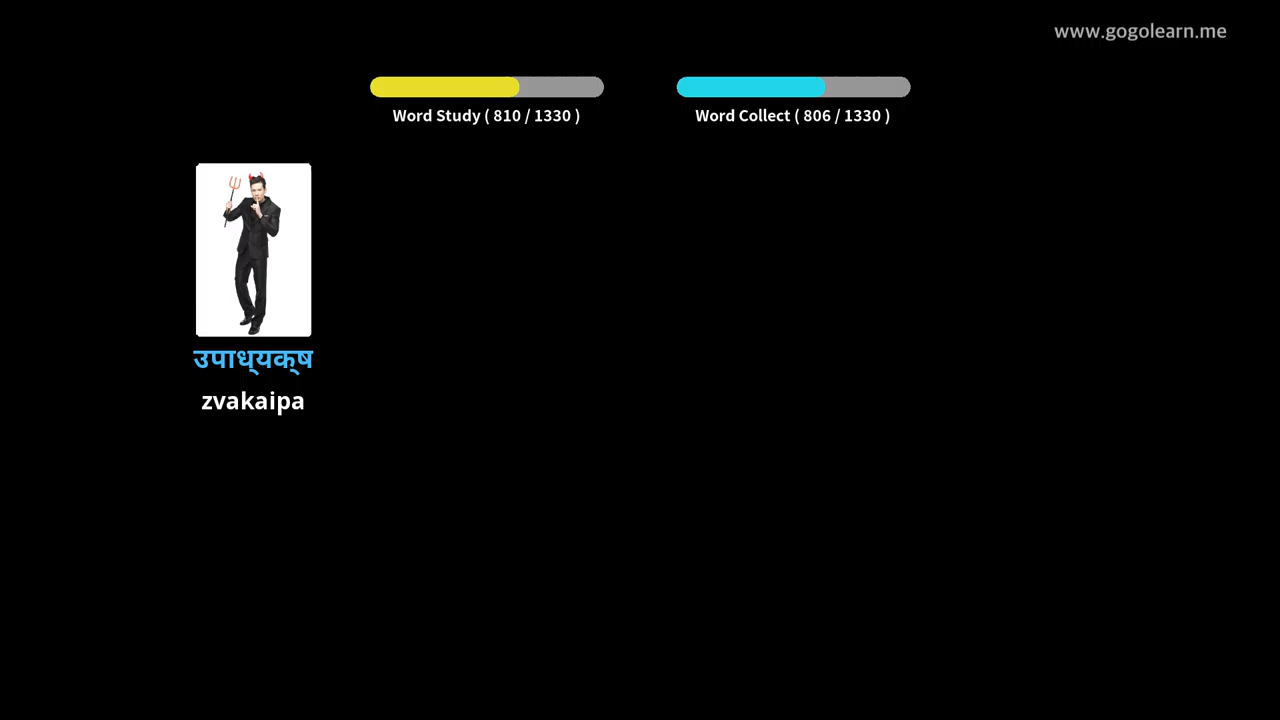 www.gogolearn.me
Word Study ( 810 / 1330 )
Word Collect ( 806 / 1330 )
उपाध्यक्ष
zvakaipa